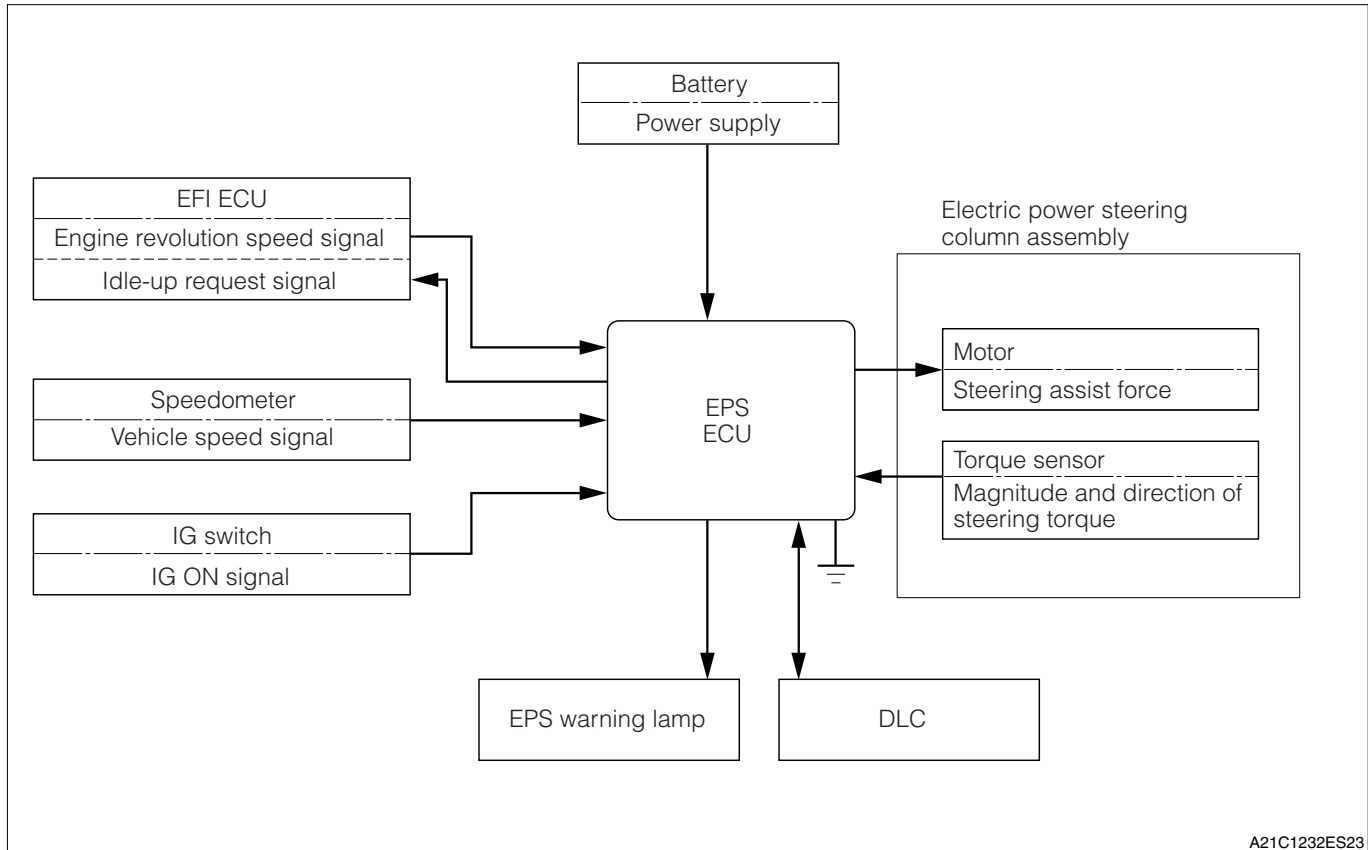 Battery
Power supply
EFI ECU
Engine revolution speed signal
Idle-up request signal
Electric power steering
column assembly
Motor
Steering assist force
Speedometer
Vehicle speed signal
EPS
ECU
Torque sensor
Magnitude and direction of
steering torque
IG switch
IG ON signal
EPS warning lamp
DLC
A21C1232ES23